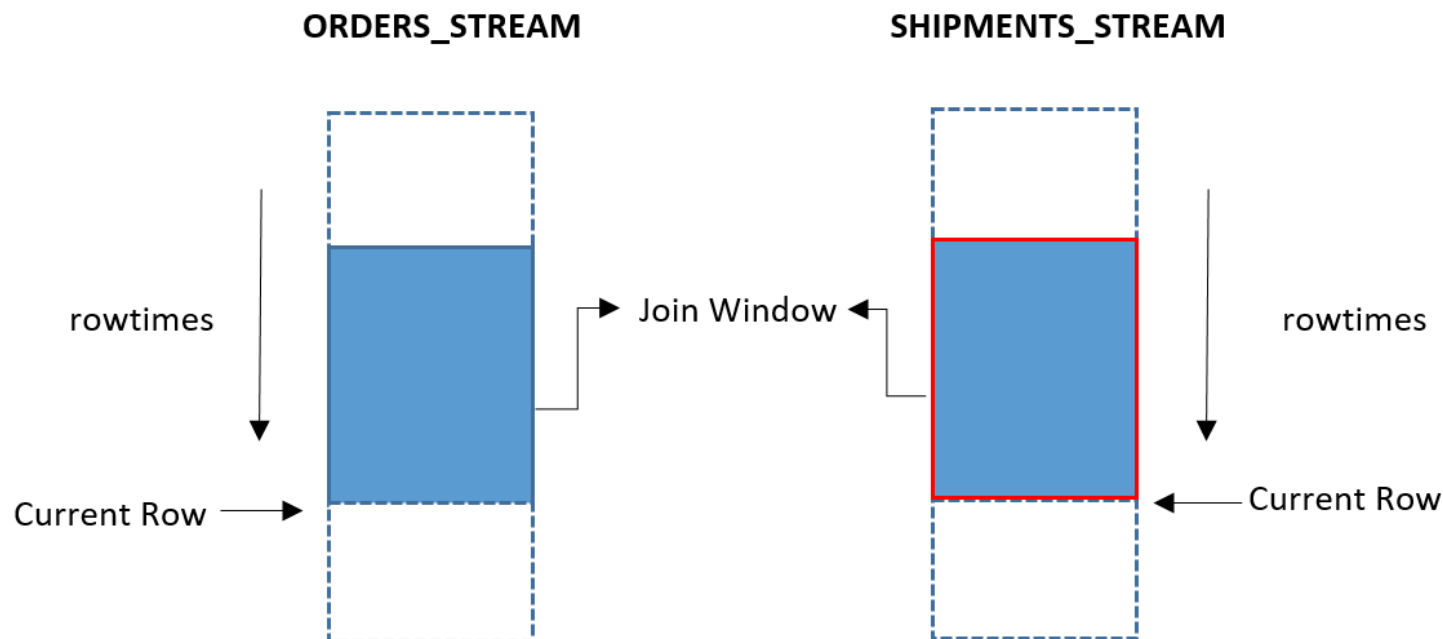 ORDERS_STREAM
SHIPMENTS_STREAM
rowtimes
Join Window
rowtimes
Current Row
Current Row